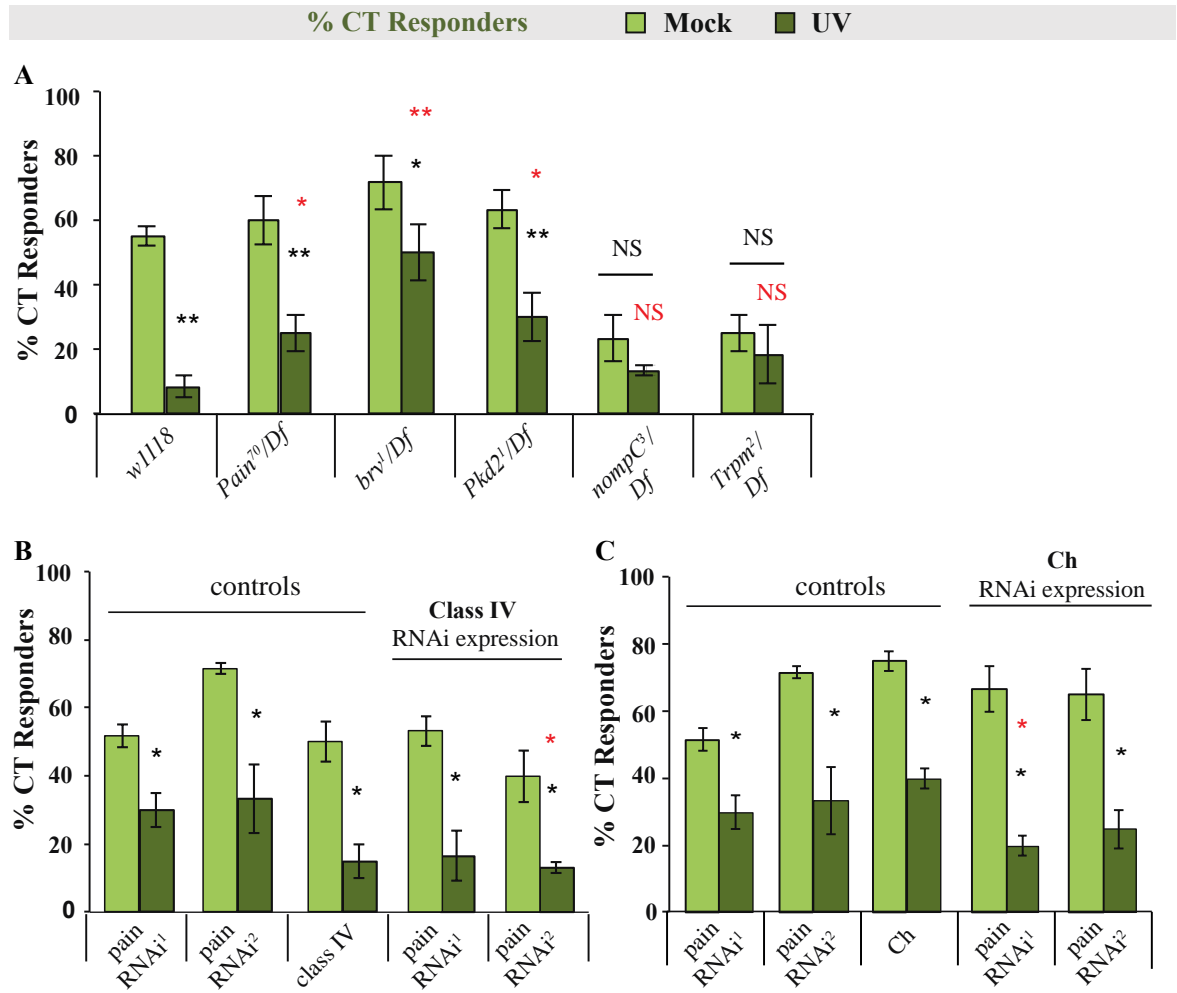 % CT Responders Mock UV
A
% CT Responders
100
80
60
40
20
0
** * ** ** * * ** NS NS NS NS
w1118 Pain⁷⁰/Df brv¹/Df Pkd2¹/Df nompC³/ Df Trpm²/ Df
B
% CT Responders
100
80
60
40
20
0
controls
Class IV
RNAi expression
* * * * * *
pain RNAi¹ pain RNAi² class IV pain RNAi¹ pain RNAi²
C
% CT Responders
100
80
60
40
20
0
controls
Ch
RNAi expression
* * * * * *
pain RNAi¹ pain RNAi² Ch pain RNAi¹ pain RNAi²